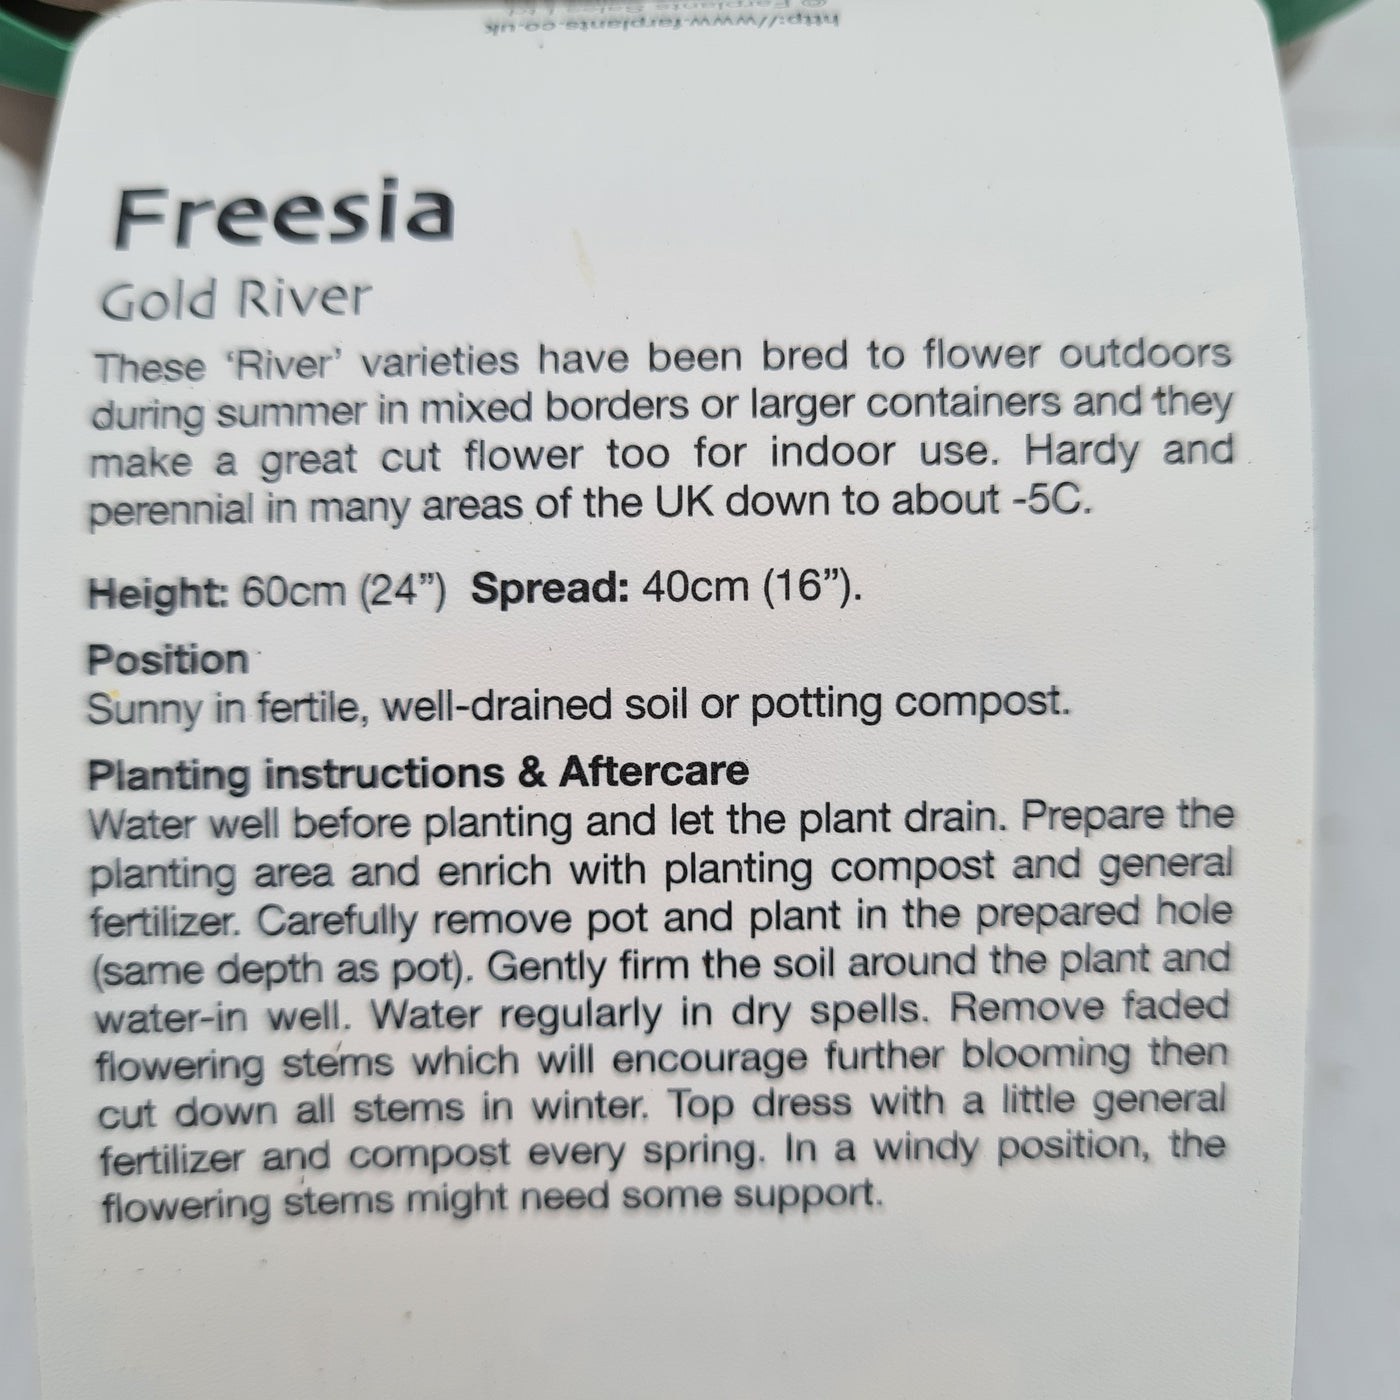 http://www.farplants.co.uk
Freesia
Gold River
These ‘River’ varieties have been bred to flower outdoors
during summer in mixed borders or larger containers and they
make a great cut flower too for indoor use. Hardy and
perennial in many areas of the UK down to about -5C.
Height: 60cm (24”) Spread: 40cm (16”).
Position
Sunny in fertile, well-drained soil or potting compost.
Planting instructions & Aftercare
Water well before planting and let the plant drain. Prepare the
planting area and enrich with planting compost and general
fertilizer. Carefully remove pot and plant in the prepared hole
(same depth as pot). Gently firm the soil around the plant and
water-in well. Water regularly in dry spells. Remove faded
flowering stems which will encourage further blooming then
cut down all stems in winter. Top dress with a little general
fertilizer and compost every spring. In a windy position, the
flowering stems might need some support.